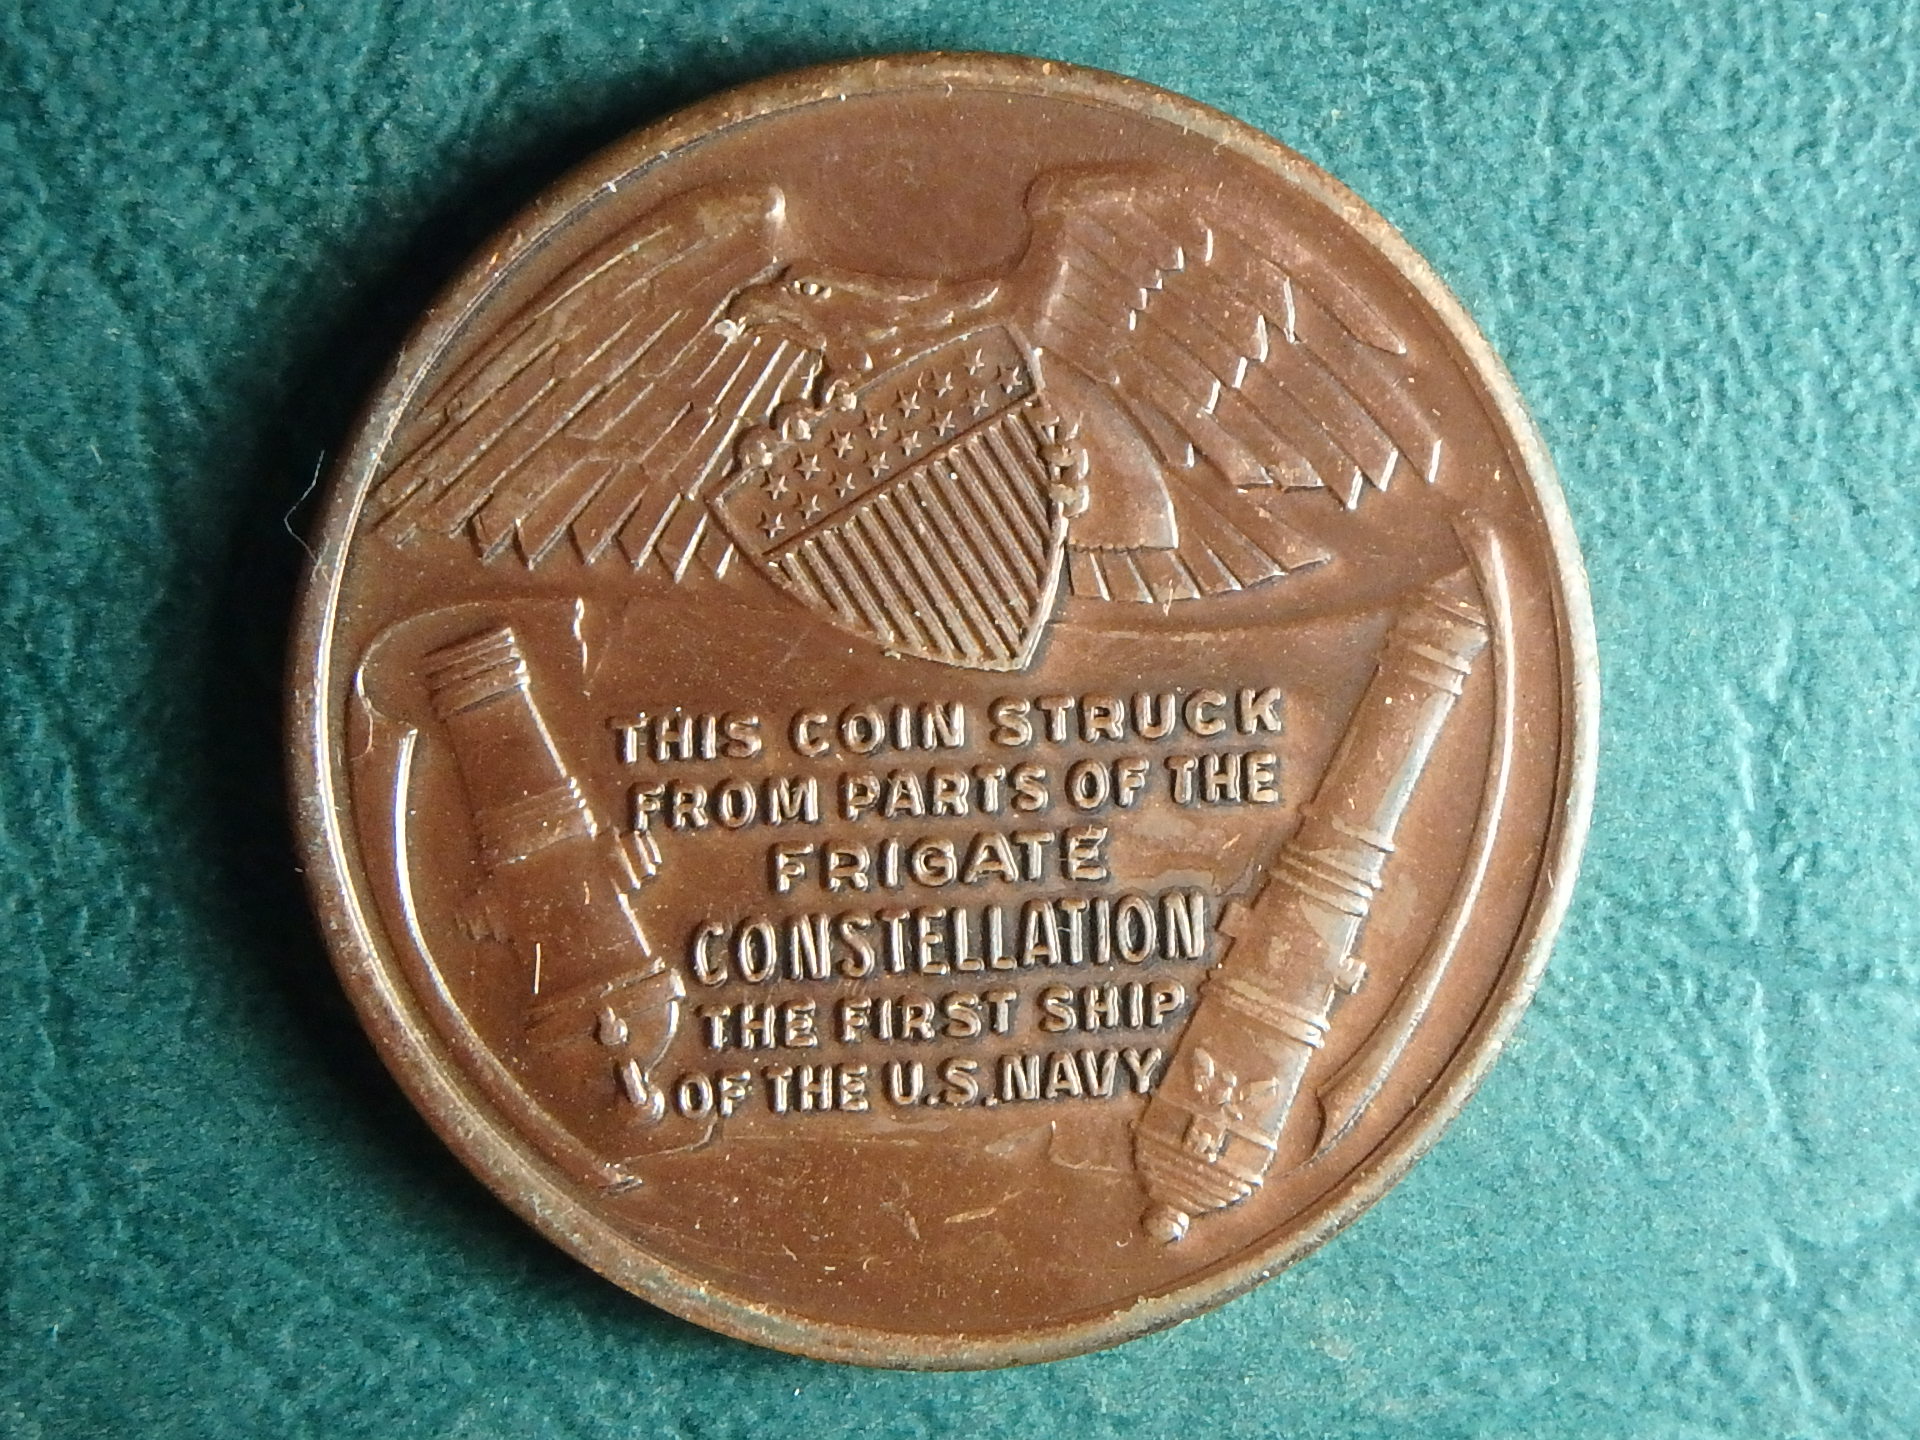 THIS COIN STRUCK
FROM PARTS OF THE
FRIGATE
CONSTELLATION
THE FIRST SHIP
OF THE U.S. NAVY